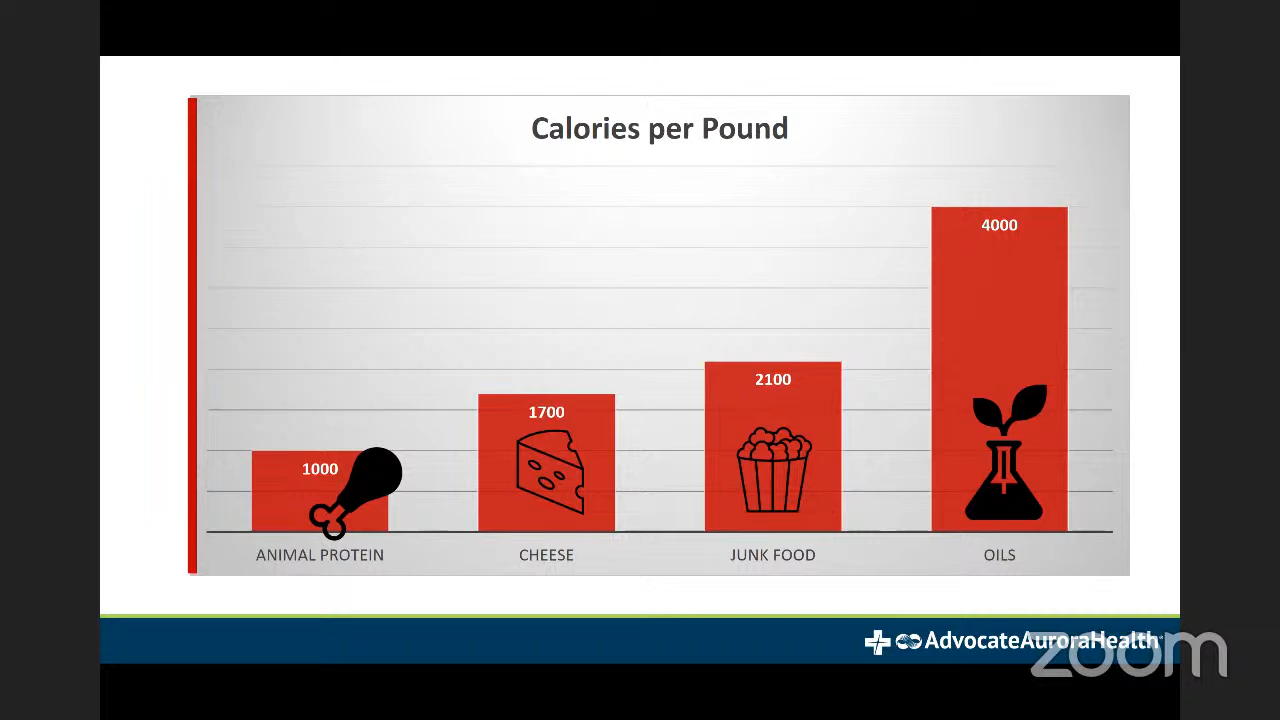 Calories per Pound
4000
2100
1700
1000
ANIMAL PROTEIN
CHEESE
JUNK FOOD
OILS
AdvocateAuroraHealth
zoom